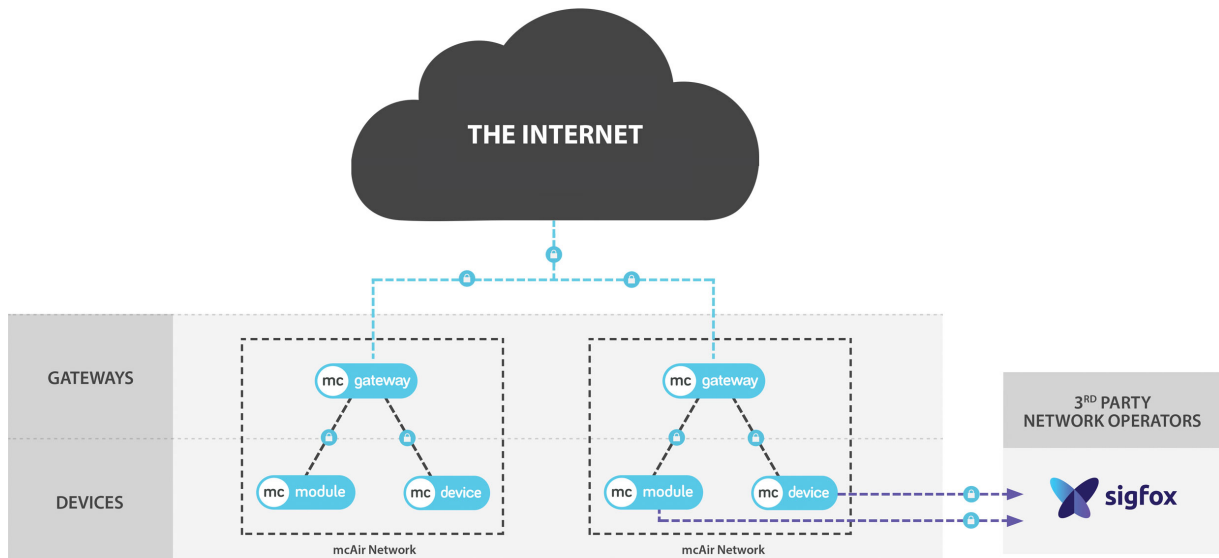 THE INTERNET
GATEWAYS
mc gateway
mc gateway
3RD PARTY
NETWORK OPERATORS
DEVICES
mc module
mc device
mc module
mc device
sigfox
mcAir Network
mcAir Network